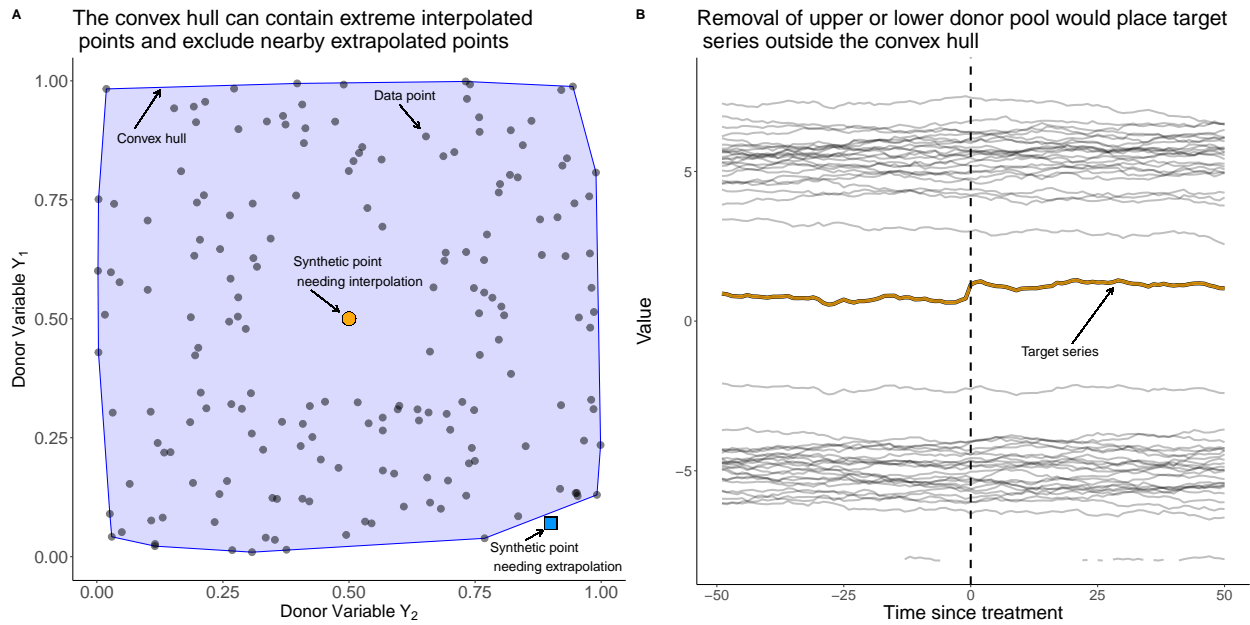 A
The convex hull can contain extreme interpolated
points and exclude nearby extrapolated points
1.00
0.75
0.50
0.25
0.00
Donor Variable Y1
Convex hull
Data point
Synthetic point
needing interpolation
Synthetic point
needing extrapolation
0.00
0.25
0.50
0.75
1.00
Donor Variable Y2
B
Removal of upper or lower donor pool would place target
series outside the convex hull
5
0
−5
Value
Target series
−50
−25
0
25
50
Time since treatment